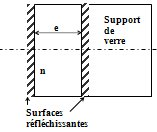 e
Support
de
verre
n
Surfaces
réfléchissantes